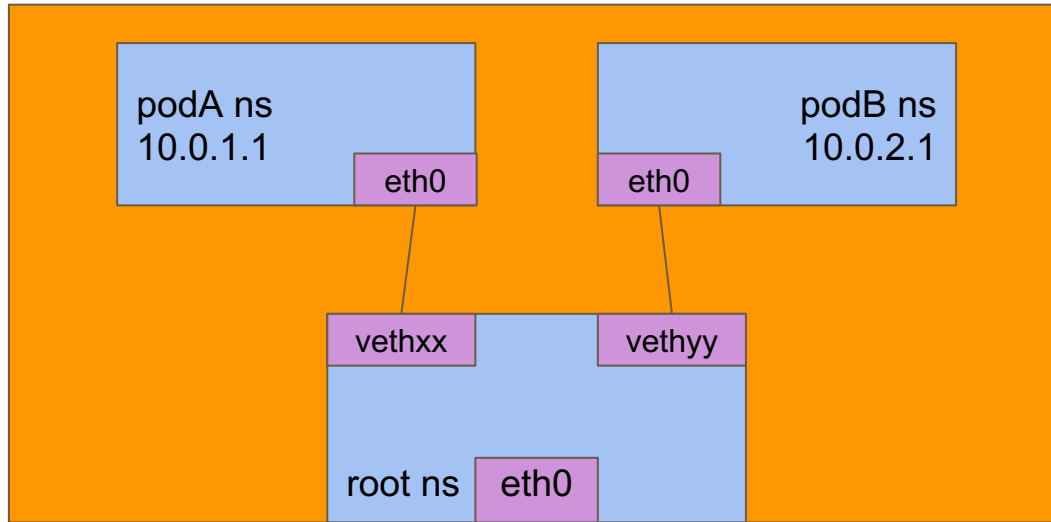 podA ns
10.0.1.1
eth0
podB ns
10.0.2.1
eth0
vethxx
vethyy
root ns
eth0